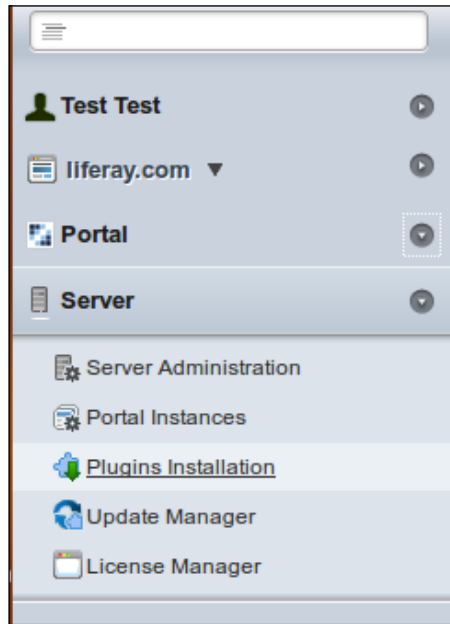 Test Test
liferay.com
Portal
Server
Server Administration
Portal Instances
Plugins Installation
Update Manager
License Manager